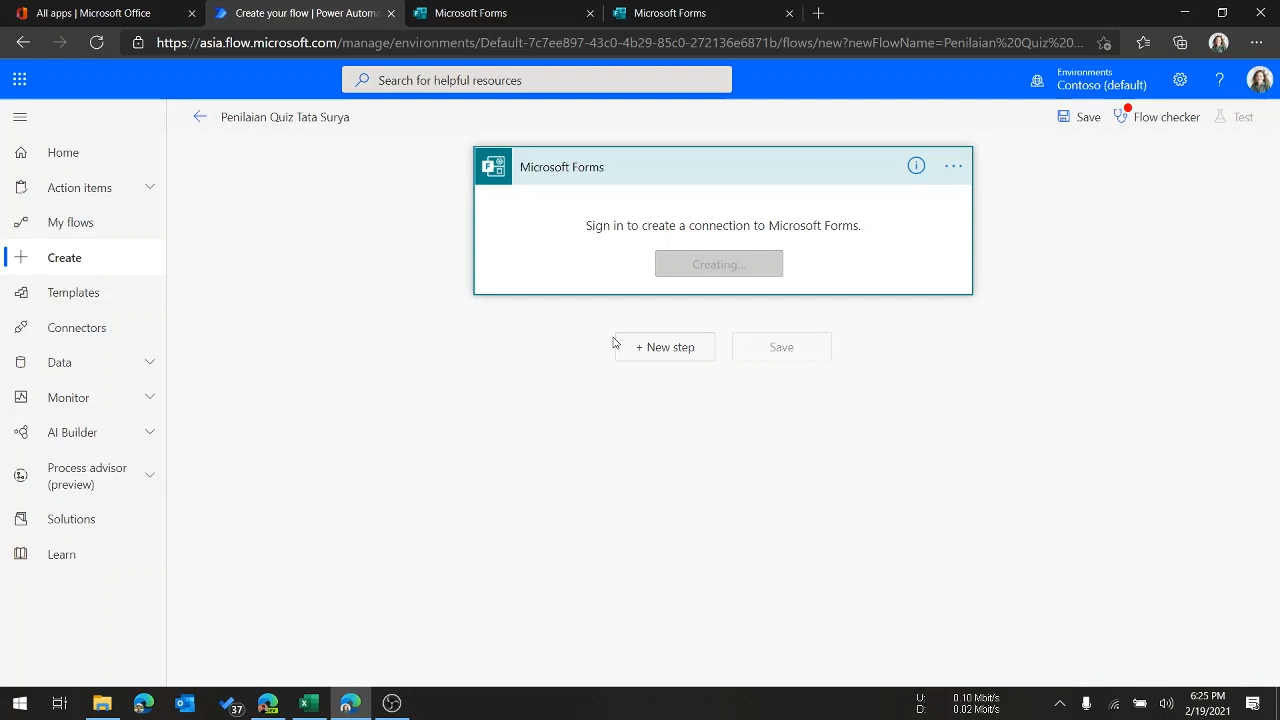 All apps | Microsoft Office
Create your flow | Power Automa
Microsoft Forms
Microsoft Forms
https://asia.flow.microsoft.com/manage/environments/Default-7c7ee897-43c0-4b29-85c0-272136e6871b/flows/new?newFlowName=Penilaian%20Quiz%20...
Search for helpful resources
Environments
Contoso (default)
Penilaian Quiz Tata Surya
Save
Flow checker
Test
Home
Action items
My flows
Create
Templates
Connectors
Data
Monitor
AI Builder
Process advisor
(preview)
Solutions
Learn
Microsoft Forms
Sign in to create a connection to Microsoft Forms.
Creating...
+ New step
Save
37
U: 0.10 Mbit/s
D: 0.02 Mbit/s
6:25 PM
2/19/2021